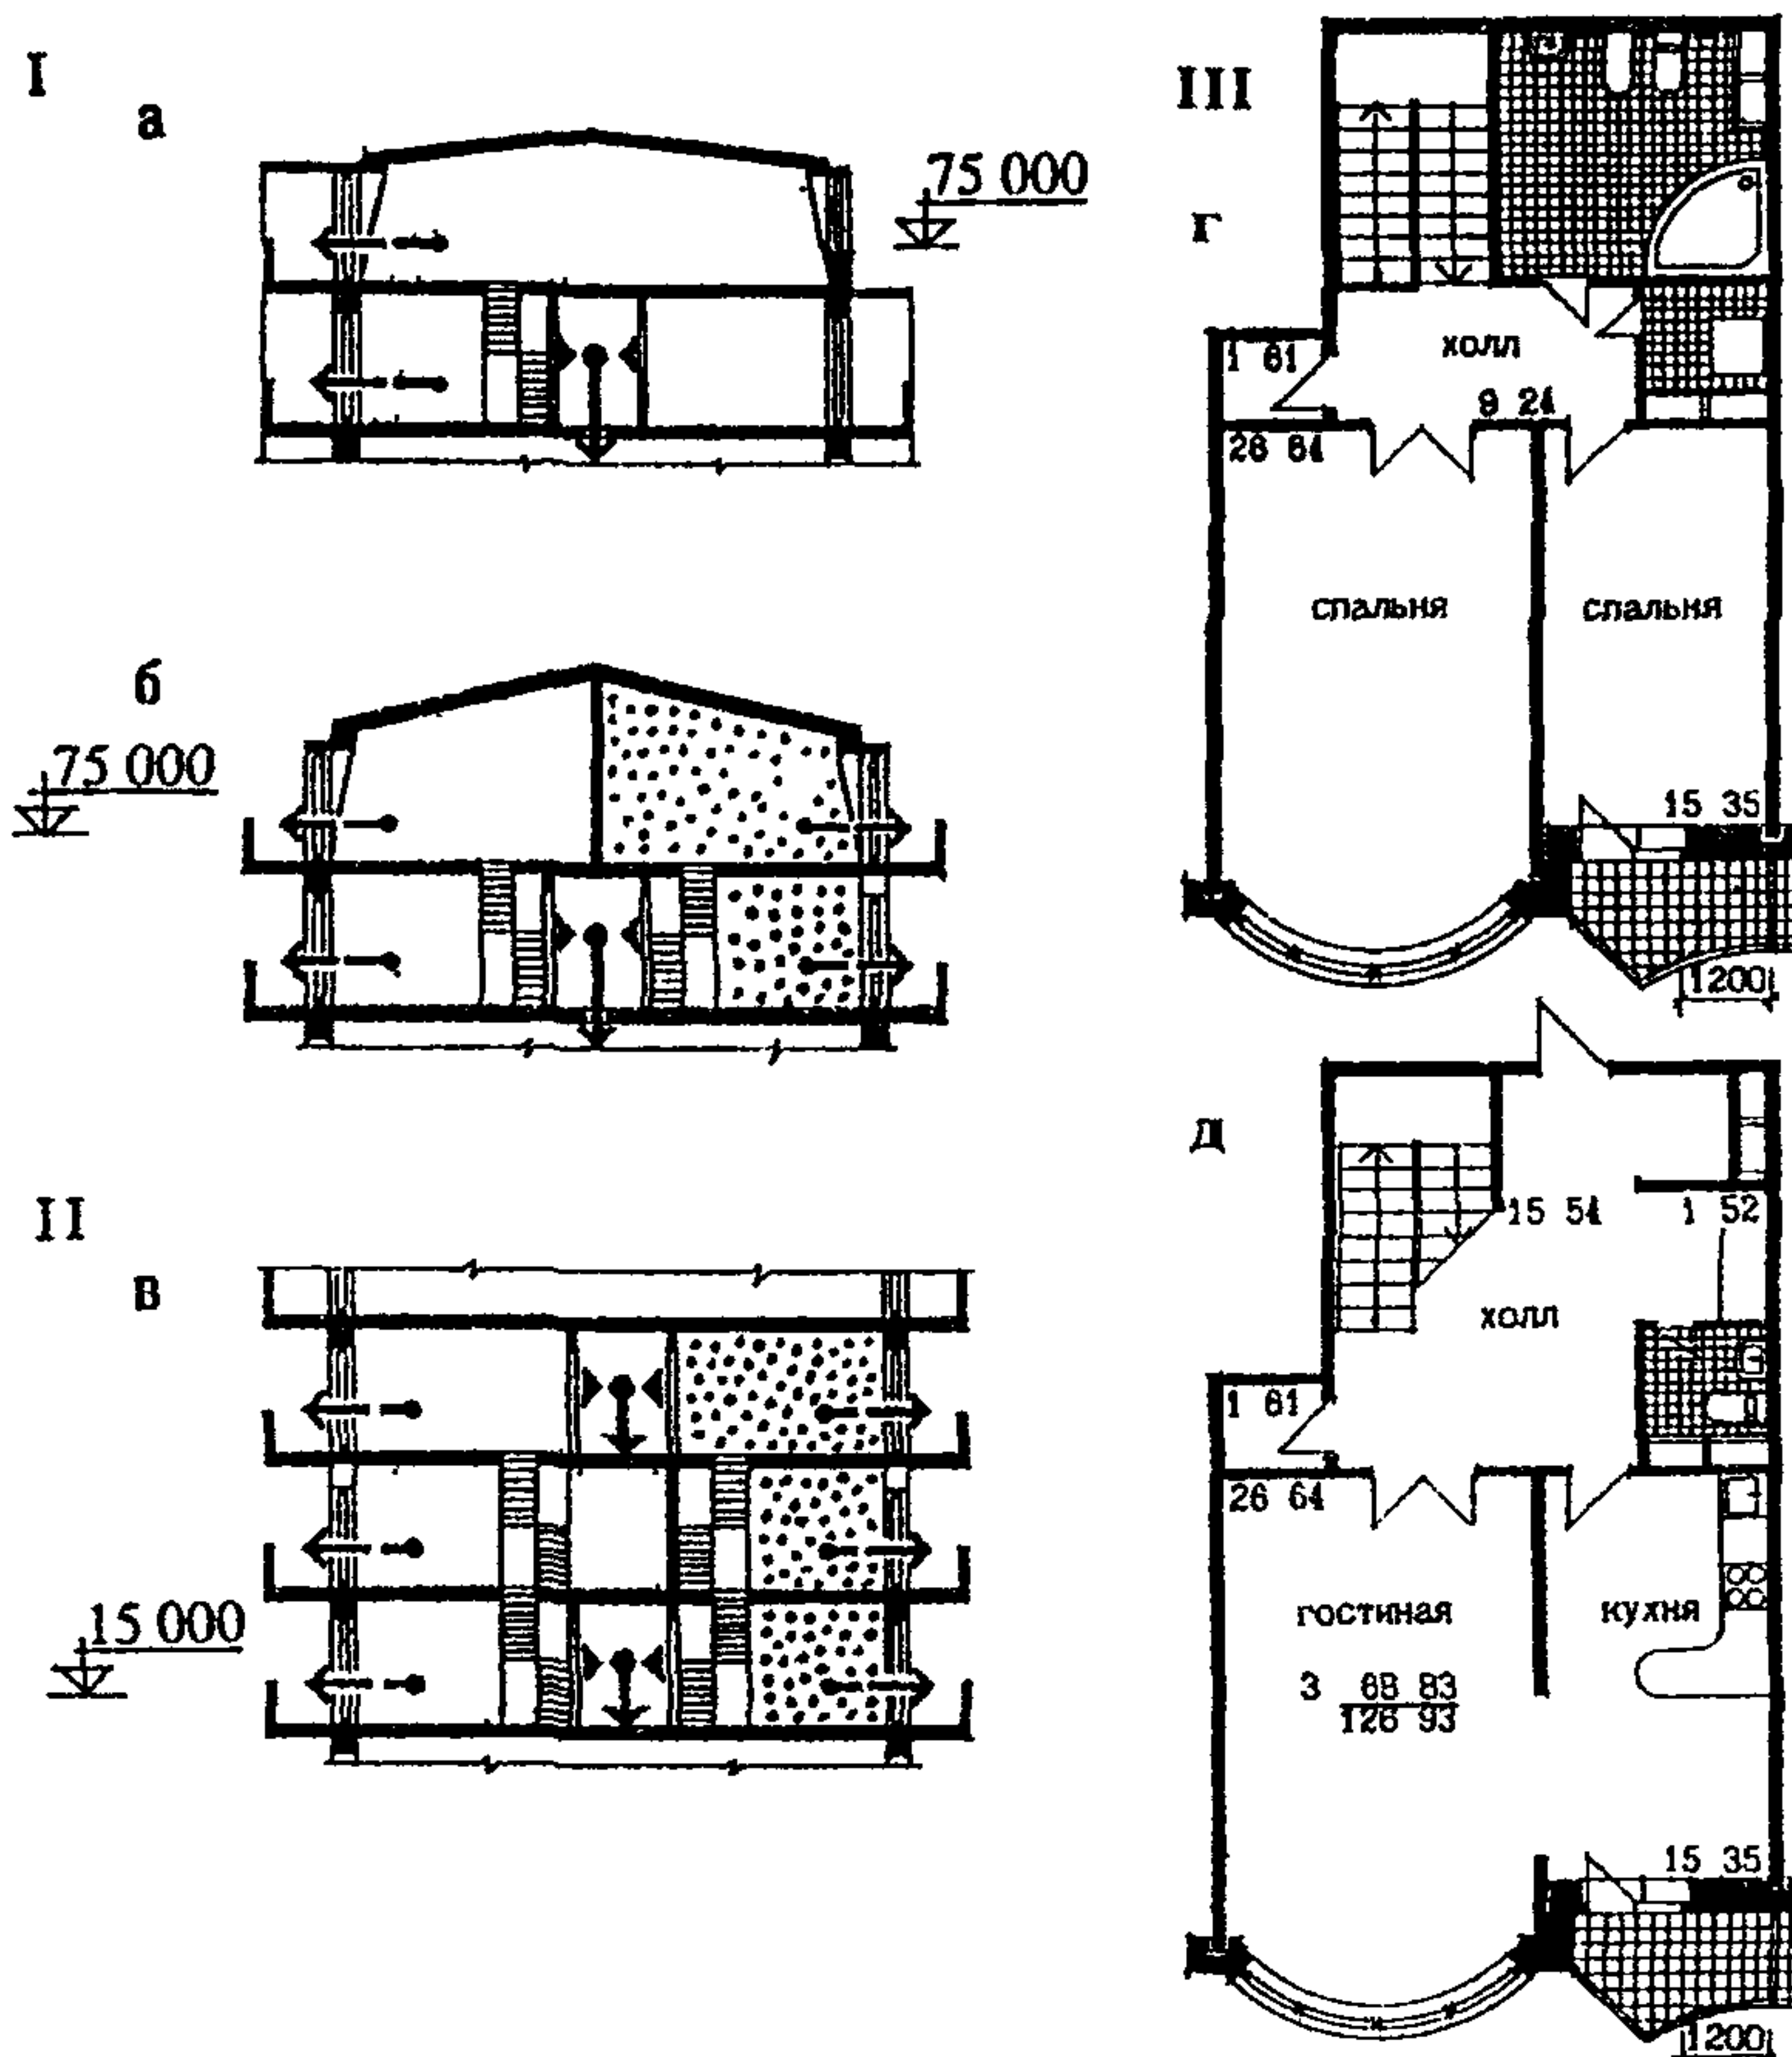 I
а
75 000
б
75 000
II
в
15 000
III
г
холл
1 61
9 24
26 64
спальня
спальня
15 35
1200
д
15 54
1 52
холл
1 61
26 64
гостиная
кухня
3 68 83
126 93
15 35
1200